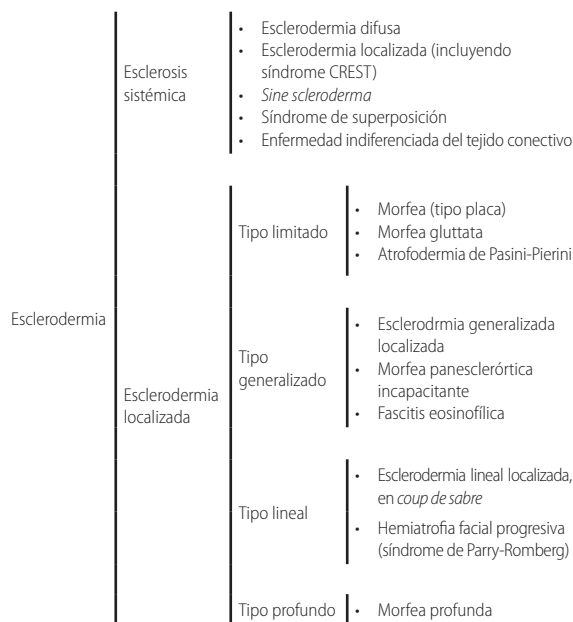 Esclerodermia
Esclerosis
sistémica
• Esclerodermia difusa
• Esclerodermia localizada (incluyendo
síndrome CREST)
• Sine scleroderma
• Síndrome de superposición
• Enfermedad indiferenciada del tejido conectivo
Esclerodermia
localizada
Tipo limitado
• Morfea (tipo placa)
• Morfea gluttata
• Atrofodermia de Pasini-Pierini
Tipo
generalizado
• Esclerodrmia generalizada
localizada
• Morfea panesclerórtica
incapacitante
• Fascitis eosinofílica
Tipo lineal
• Esclerodermia lineal localizada,
en coup de sabre
• Hemiatrofia facial progresiva
(síndrome de Parry-Romberg)
Tipo profundo
• Morfea profunda